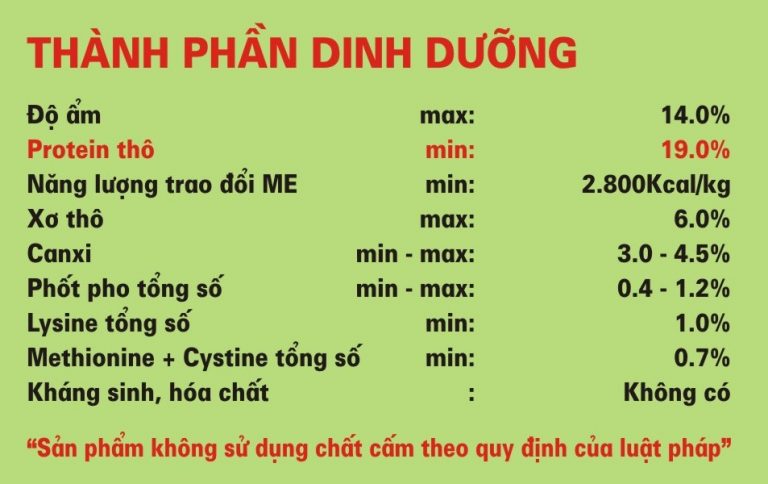 THÀNH PHẦN DINH DƯỠNG
Độ ẩm max: 14.0%
Protein thô min: 19.0%
Năng lượng trao đổi ME min: 2.800Kcal/kg
Xơ thô max: 6.0%
Canxi min - max: 3.0 - 4.5%
Phốt pho tổng số min - max: 0.4 - 1.2%
Lysine tổng số min: 1.0%
Methionine + Cystine tổng số min: 0.7%
Kháng sinh, hóa chất : Không có
“Sản phẩm không sử dụng chất cấm theo quy định của luật pháp”